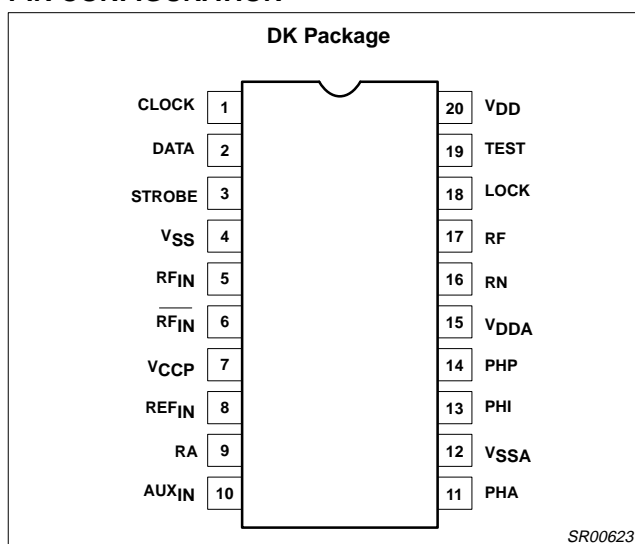 DK Package
CLOCK 1 20 VDD
DATA 2 19 TEST
STROBE 3 18 LOCK
VSS 4 17 RF
RFIN 5 16 RN
RFIN 6 15 VDDA
VCCP 7 14 PHP
REFIN 8 13 PHI
RA 9 12 VSSA
AUXIN 10 11 PHA
SR00623